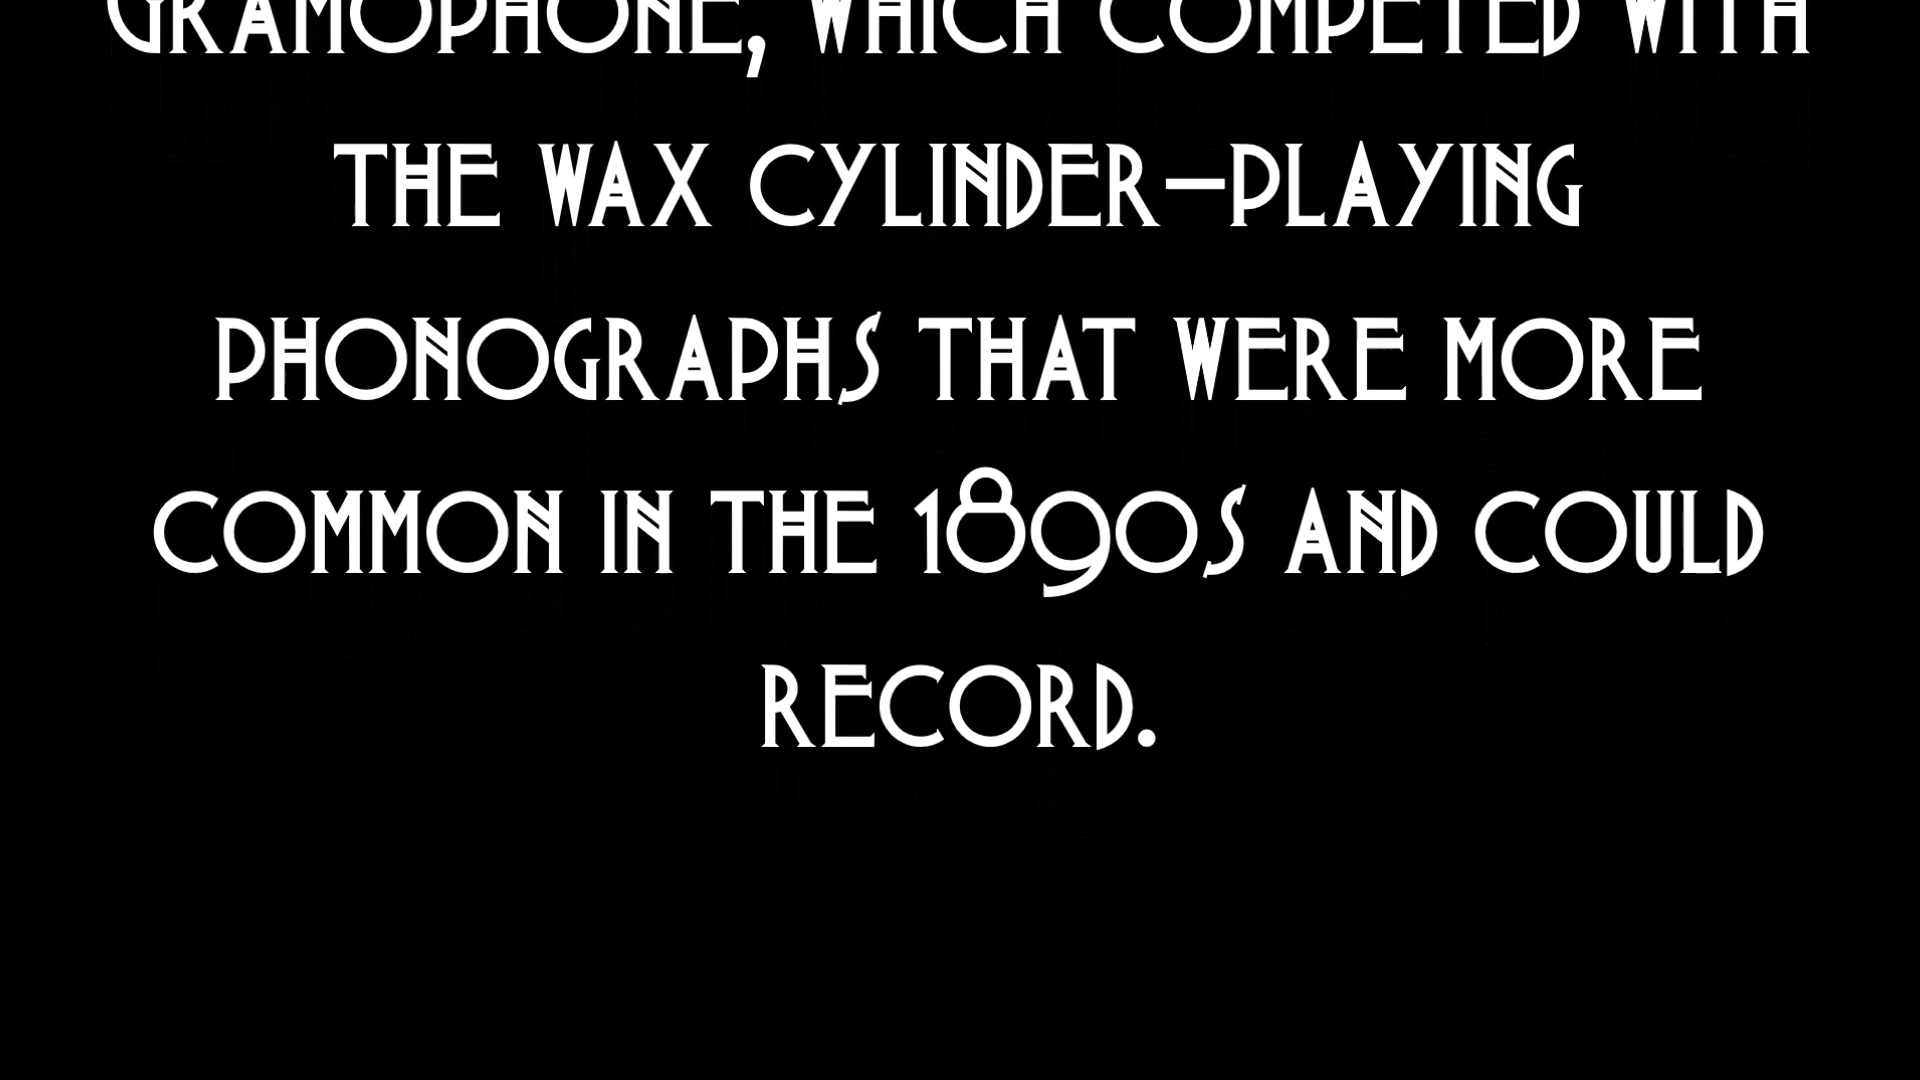 GRAMOPHONE, WHICH COMPETED WITH
THE WAX CYLINDER-PLAYING
PHONOGRAPHS THAT WERE MORE
COMMON IN THE 1890S AND COULD
RECORD.